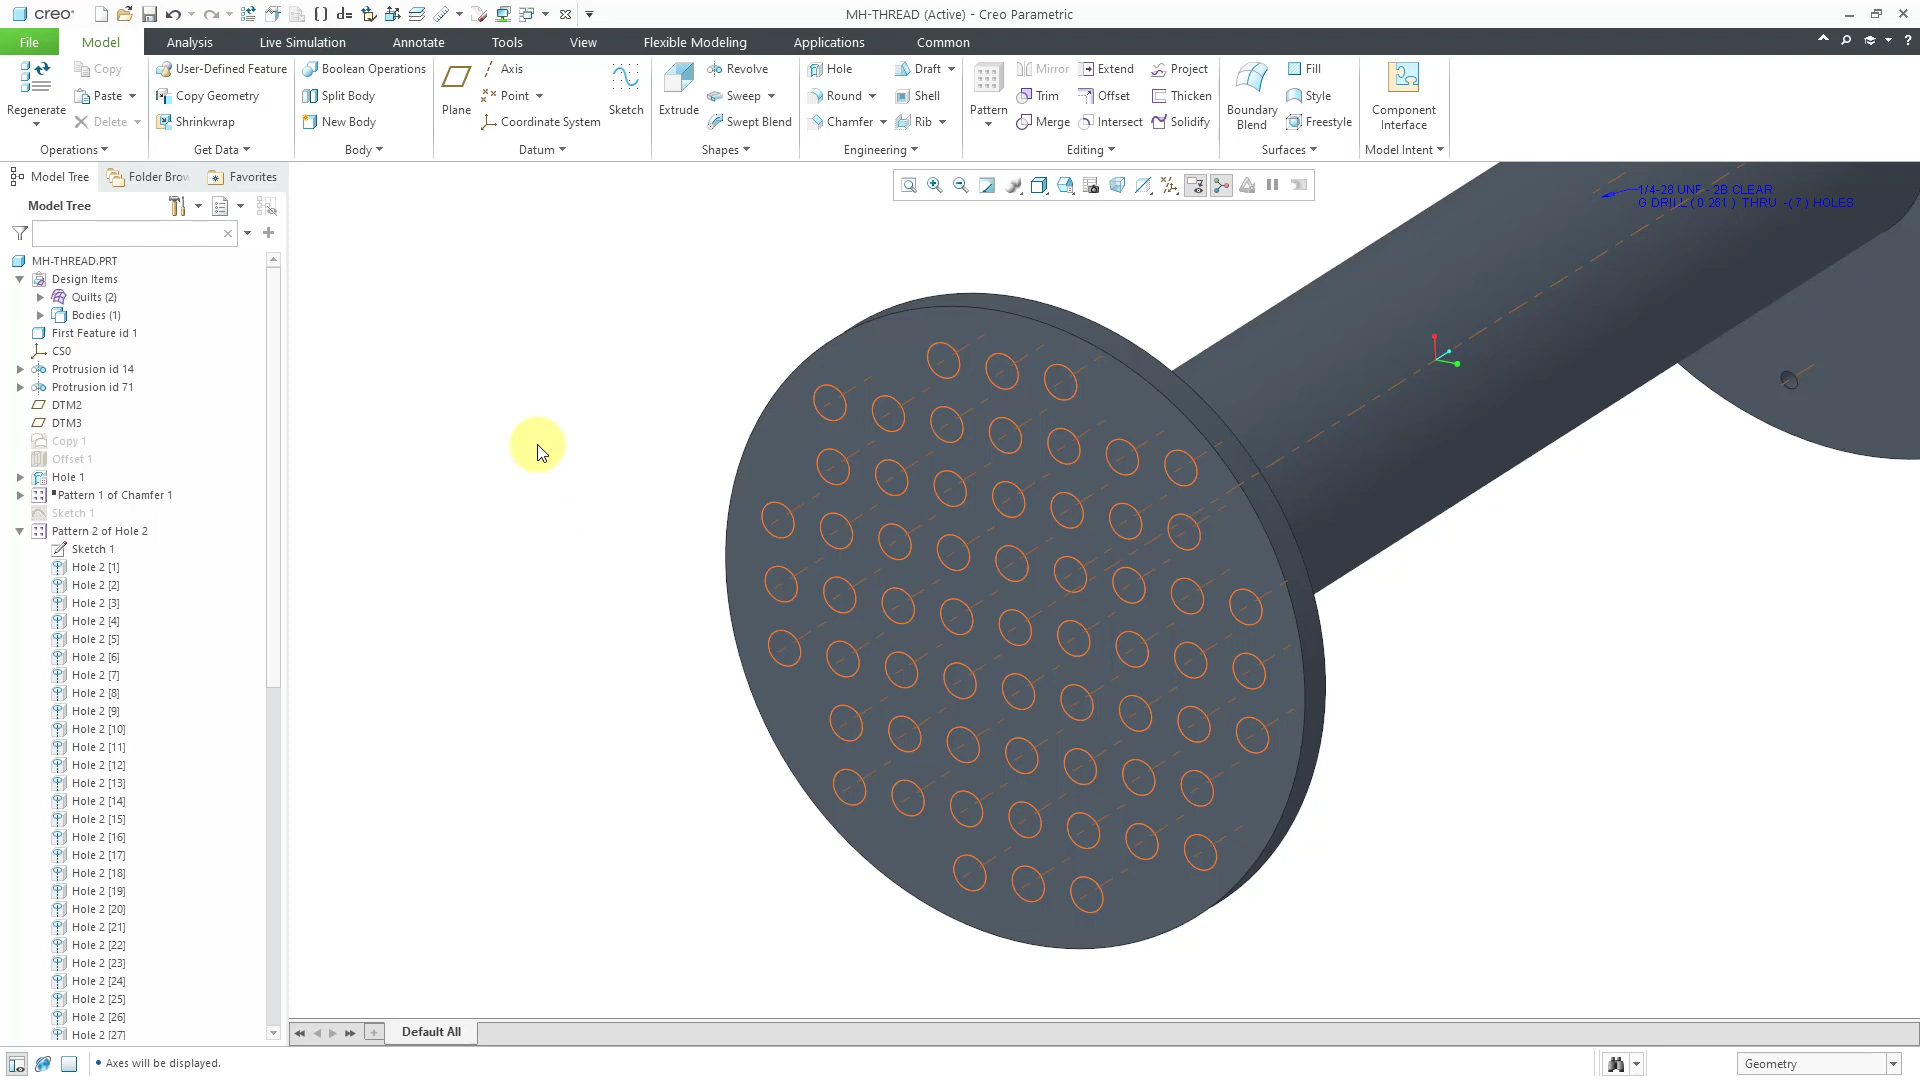 creo
MH-THREAD (Active) - Creo Parametric
File Model Analysis Live Simulation Annotate Tools View Flexible Modeling Applications Common
Regenerate
Copy
Paste
Delete
Operations
User-Defined Feature
Copy Geometry
Shrinkwrap
Get Data
Boolean Operations
Split Body
New Body
Body
Plane
Axis
Point
Coordinate System
Sketch
Datum
Extrude
Revolve
Sweep
Swept Blend
Shapes
Hole
Round
Chamfer
Draft
Shell
Rib
Engineering
Pattern
Mirror
Trim
Merge
Extend
Offset
Intersect
Project
Thicken
Solidify
Editing
Boundary
Blend
Fill
Style
Freestyle
Surfaces
Component
Interface
Model Intent
Model Tree
Folder Brow
Favorites
Model Tree
MH-THREAD.PRT
Design Items
Quilts (2)
Bodies (1)
First Feature id 1
CS0
Protrusion id 14
Protrusion id 71
DTM2
DTM3
Copy 1
Offset 1
Hole 1
Pattern 1 of Chamfer 1
Sketch 1
Pattern 2 of Hole 2
Sketch 1
Hole 2 [1]
Hole 2 [2]
Hole 2 [3]
Hole 2 [4]
Hole 2 [5]
Hole 2 [6]
Hole 2 [7]
Hole 2 [8]
Hole 2 [9]
Hole 2 [10]
Hole 2 [11]
Hole 2 [12]
Hole 2 [13]
Hole 2 [14]
Hole 2 [15]
Hole 2 [16]
Hole 2 [17]
Hole 2 [18]
Hole 2 [19]
Hole 2 [20]
Hole 2 [21]
Hole 2 [22]
Hole 2 [23]
Hole 2 [24]
Hole 2 [25]
Hole 2 [26]
Hole 2 [27]
1/4-28 UNF - 2B CLEAR
G DRILL ( 0.261 ) THRU -( 7 ) HOLES
Default All
• Axes will be displayed.
Geometry